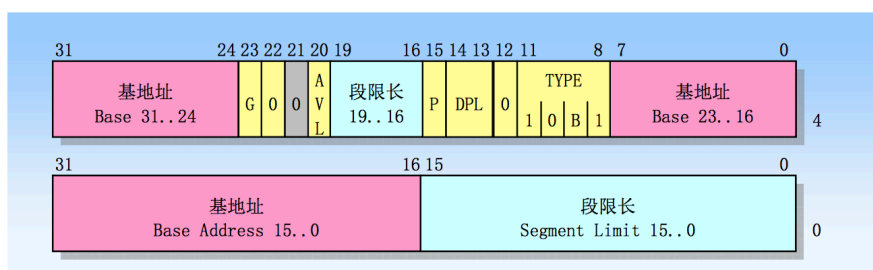 31 24 23 22 21 20 19 16 15 14 13 12 11 8 7 0
基地址
Base 31..24
G
0
0
A
V
L
段限长
19..16
P
DPL
0
TYPE
1 0 B 1
基地址
Base 23..16
4
31 16 15 0
基地址
Base Address 15..0
段限长
Segment Limit 15..0
0